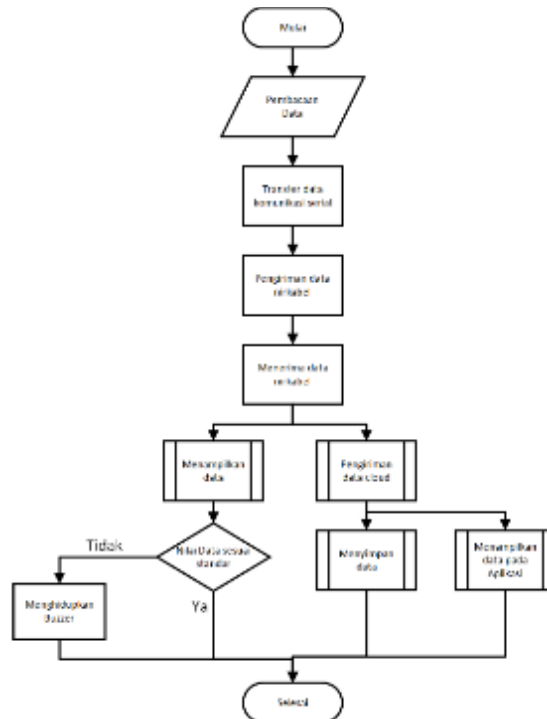 Mulai
Pembacaan
Data
Transfer data
komunikasi serial
Pengiriman data
nirkabel
Menerima data
nirkabel
Menampilkan
data
Pengiriman
data cloud
Tidak
Nilai Data sesuai
standar
Menyimpan
data
Menampilkan
data pada
Aplikasi
Menghidupkan
Buzzer
Ya
Selesai